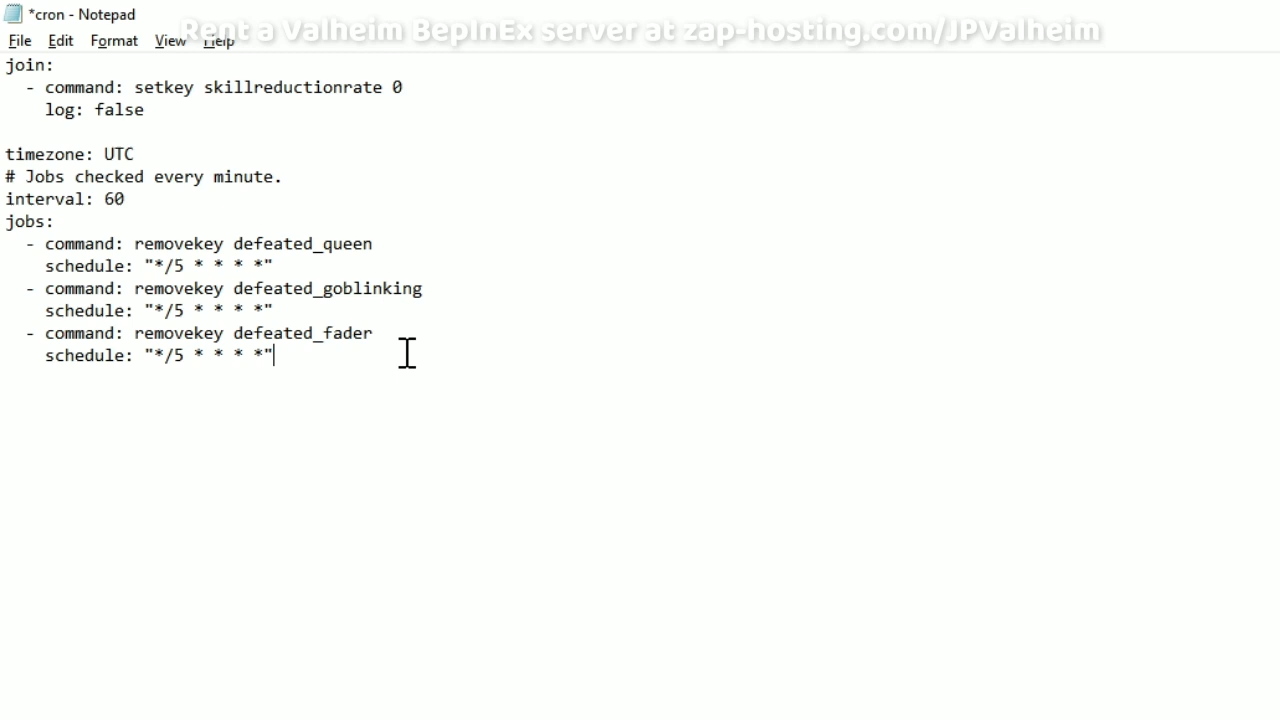 *cron - Notepad
Rent a Valheim BepInEx server at zap-hosting.com/JPValheim
File Edit Format View Help
join:
  - command: setkey skillreductionrate 0
    log: false

timezone: UTC
# Jobs checked every minute.
interval: 60
jobs:
  - command: removekey defeated_queen
    schedule: "*/5 * * * *"
  - command: removekey defeated_goblinking
    schedule: "*/5 * * * *"
  - command: removekey defeated_fader
    schedule: "*/5 * * * *"